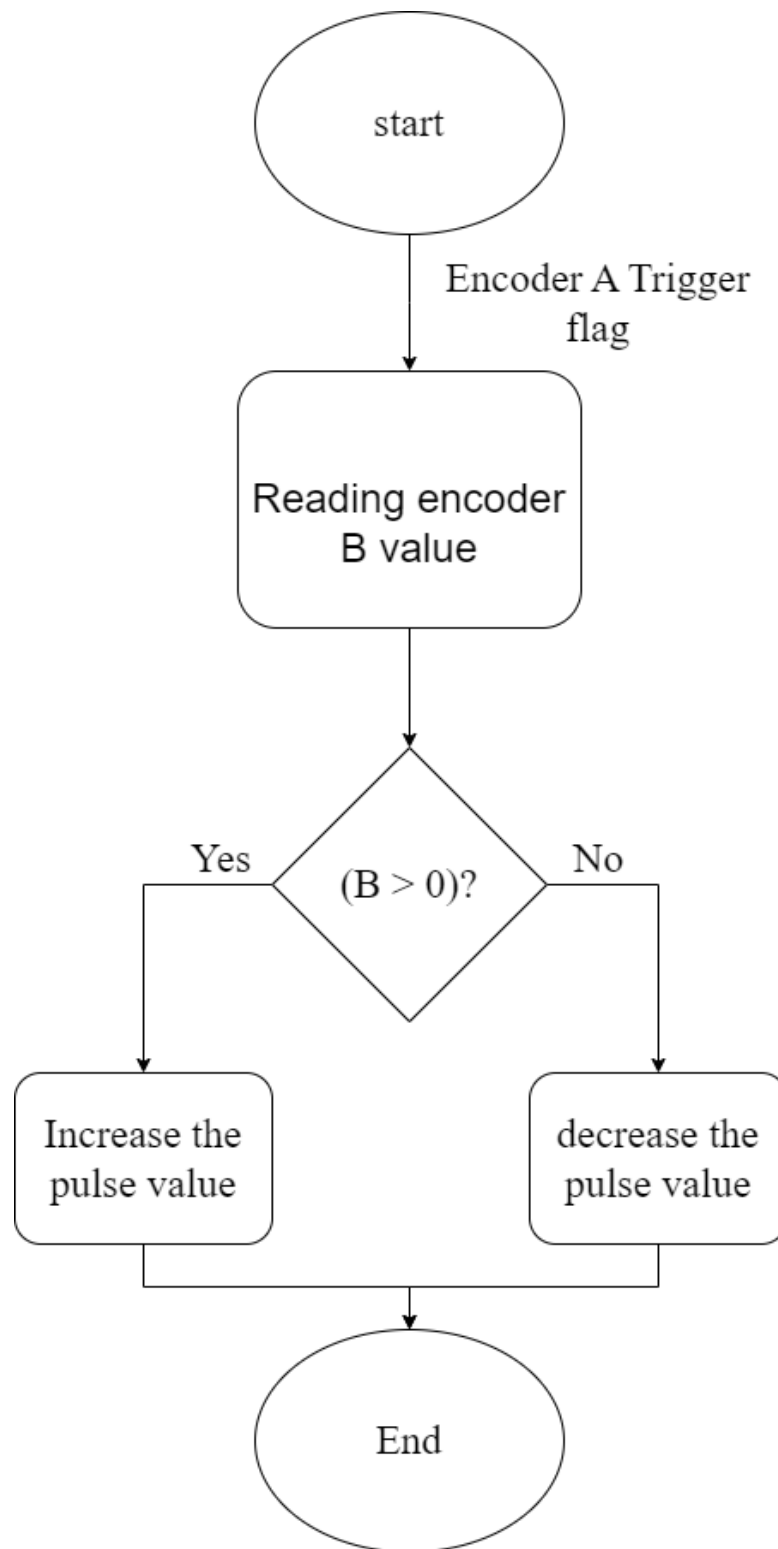 start
Encoder A Trigger
flag
Reading encoder
B value
Yes
(B > 0)?
No
Increase the
pulse value
decrease the
pulse value
End